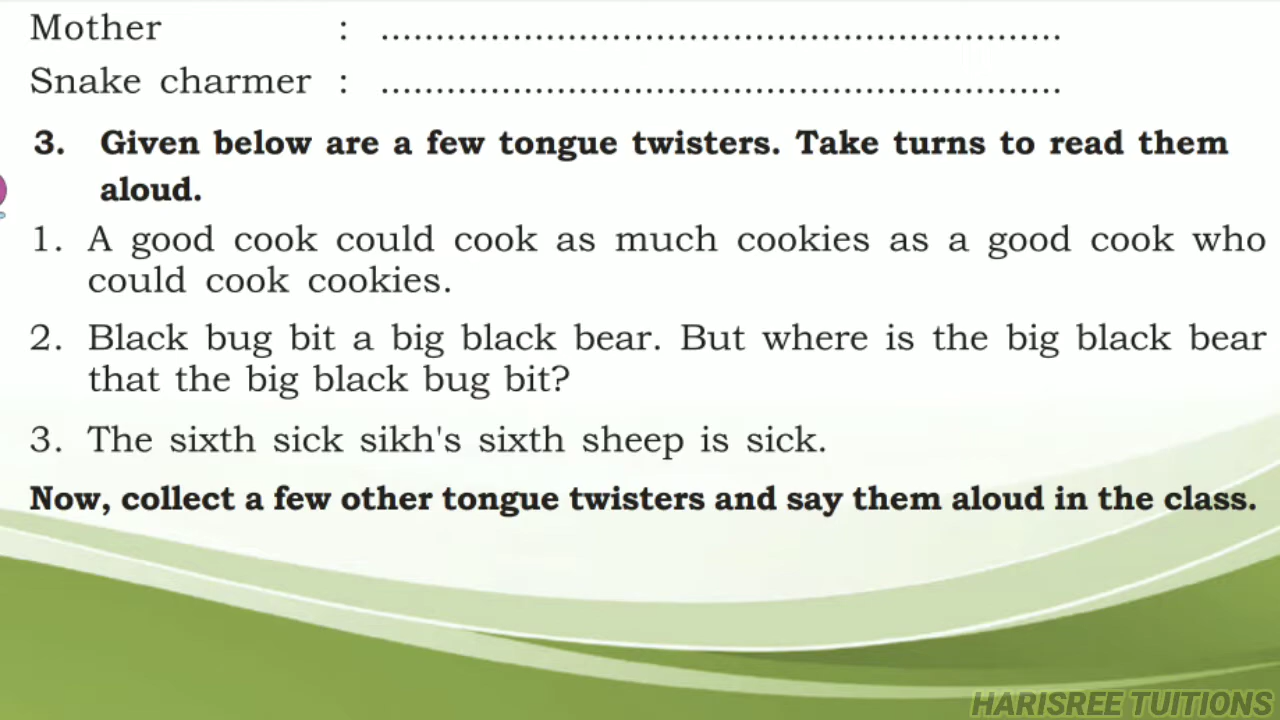 Mother : ..............................................................
Snake charmer : ..............................................................
3. Given below are a few tongue twisters. Take turns to read them
aloud.
1. A good cook could cook as much cookies as a good cook who
could cook cookies.
2. Black bug bit a big black bear. But where is the big black bear
that the big black bug bit?
3. The sixth sick sikh's sixth sheep is sick.
Now, collect a few other tongue twisters and say them aloud in the class.
HARISREE TUITIONS